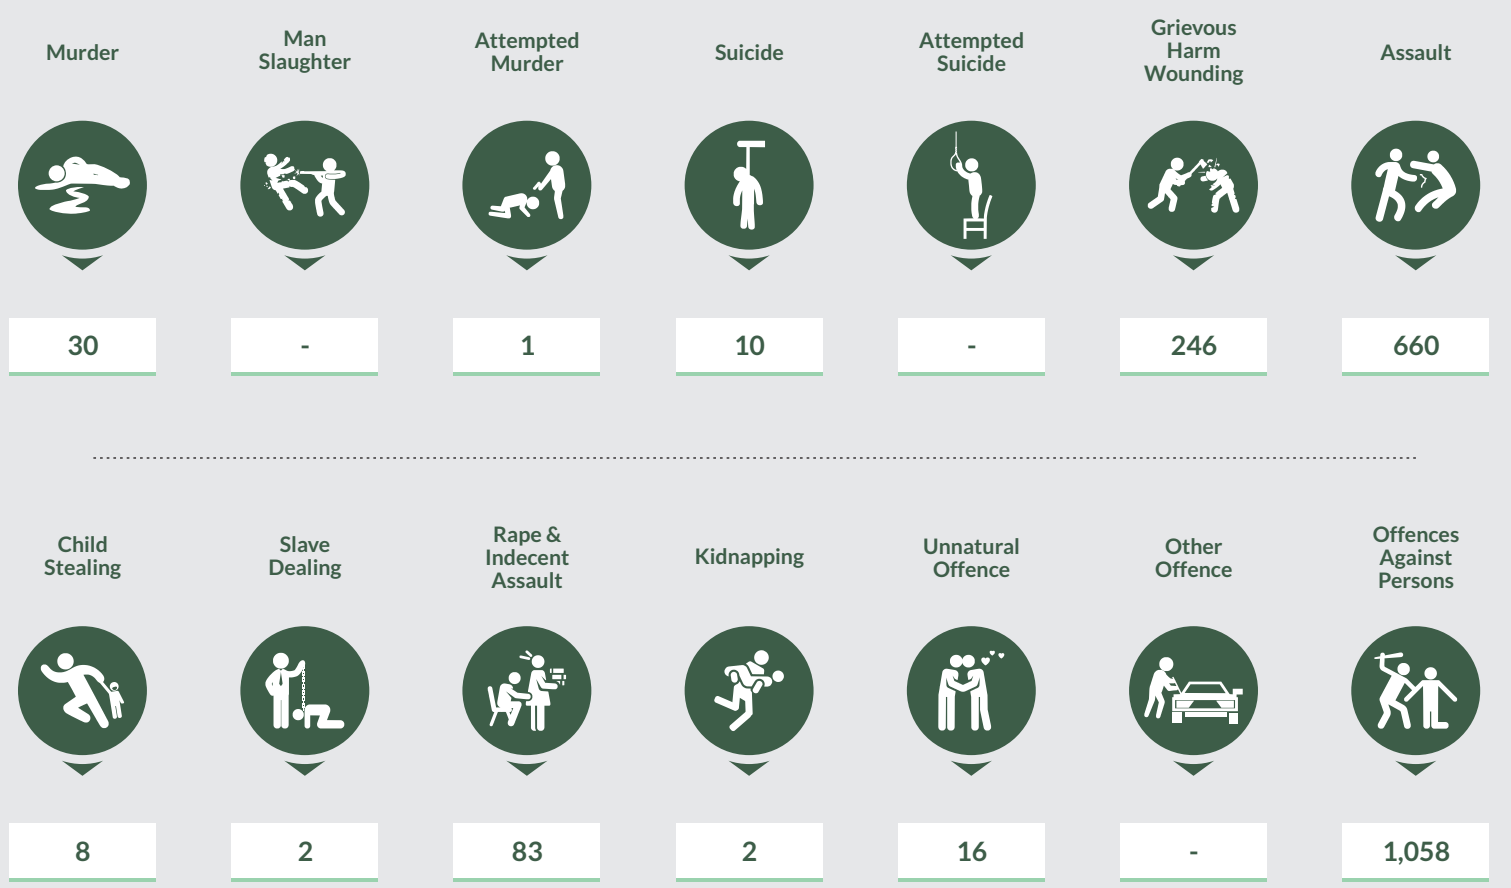 Murder
Man
Slaughter
Attempted
Murder
Suicide
Attempted
Suicide
Grievous
Harm
Wounding
Assault
30
-
1
10
-
246
660
Child
Stealing
Slave
Dealing
Rape &
Indecent
Assault
Kidnapping
Unnatural
Offence
Other
Offence
Offences
Against
Persons
8
2
83
2
16
-
1,058